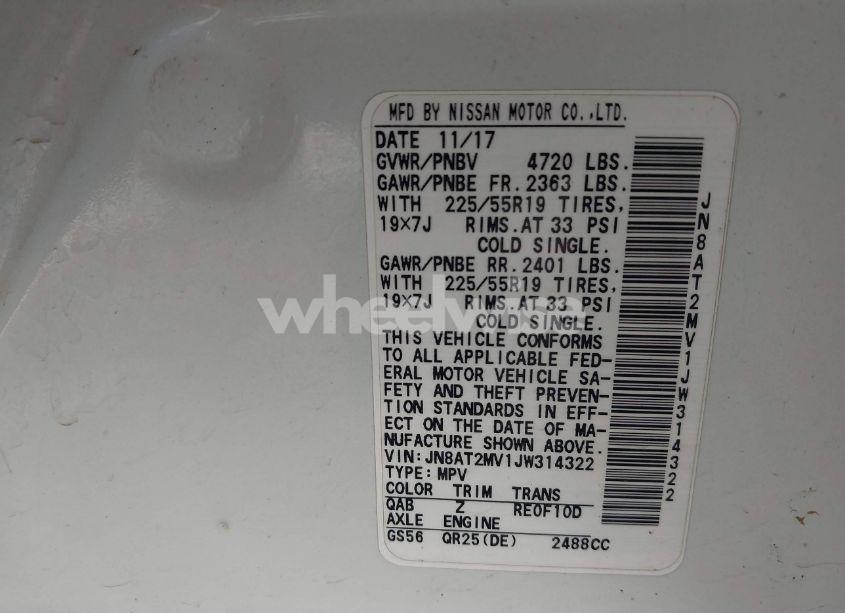 MFD BY NISSAN MOTOR CO.,LTD.
DATE 11/17
GVWR/PNBV 4720 LBS.
GAWR/PNBE FR.2363 LBS.
WITH 225/55R19 TIRES,
19×7J RIMS.AT 33 PSI
COLD SINGLE.
GAWR/PNBE RR.2401 LBS.
WITH 225/55R19 TIRES,
19×7J RIMS.AT 33 PSI
COLD SINGLE.
THIS VEHICLE CONFORMS
TO ALL APPLICABLE FED-
ERAL MOTOR VEHICLE SA-
FETY AND THEFT PREVEN-
TION STANDARDS IN EFF-
ECT ON THE DATE OF MA-
NUFACTURE SHOWN ABOVE.
VIN:JN8AT2MV1JW314322
TYPE:MPV
COLOR TRIM TRANS
QAB Z RE0F10D
AXLE ENGINE
GS56 QR25(DE) 2488CC
JN8AT2MV1JW314322